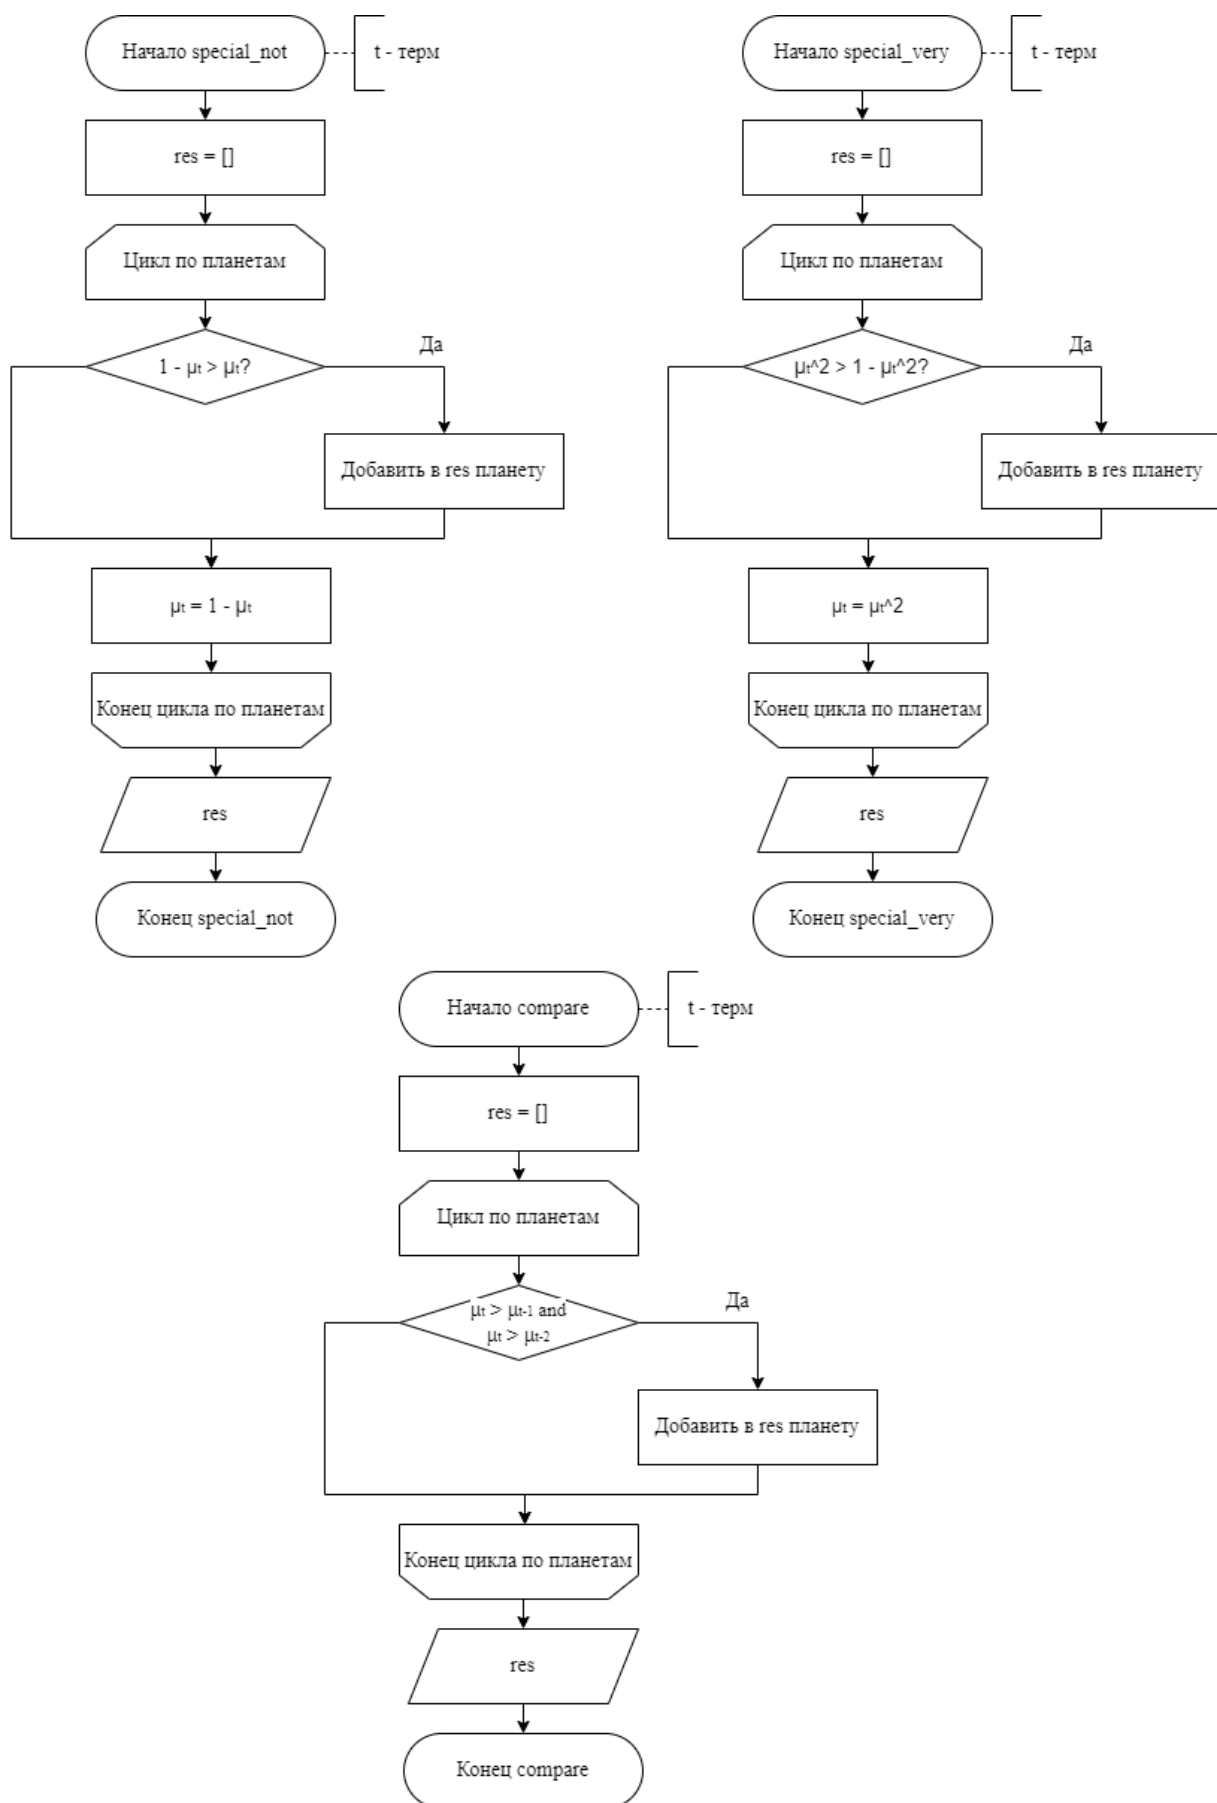 Начало special_not
t - терм
res = []
Цикл по планетам
1 - μt > μt?
Да
Добавить в res планету
μt = 1 - μt
Конец цикла по планетам
res
Конец special_not
Начало special_very
t - терм
res = []
Цикл по планетам
μt^2 > 1 - μt^2?
Да
Добавить в res планету
μt = μt^2
Конец цикла по планетам
res
Конец special_very
Начало compare
t - терм
res = []
Цикл по планетам
μt > μt-1 and
μt > μt-2
Да
Добавить в res планету
Конец цикла по планетам
res
Конец compare